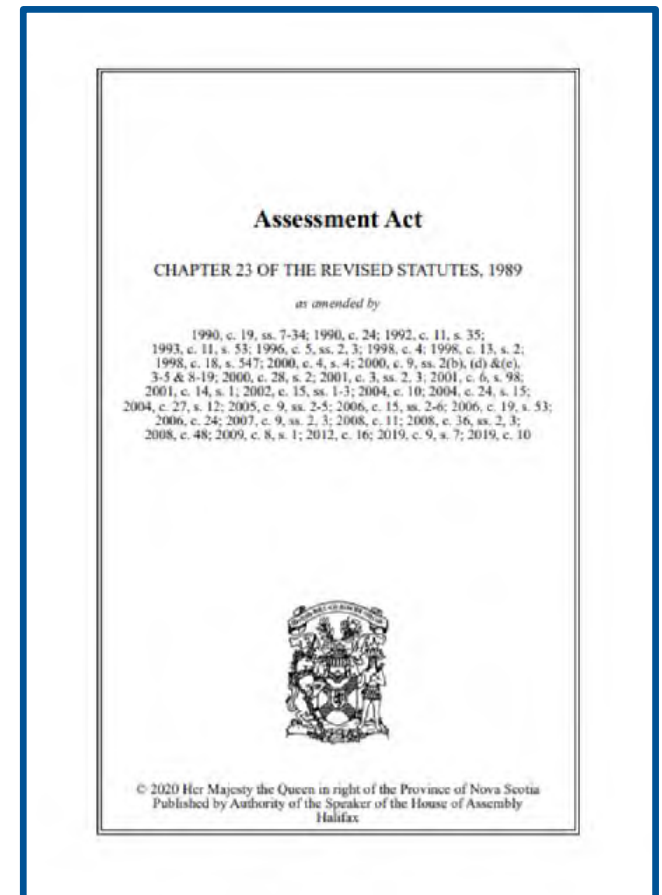 Assessment Act
CHAPTER 23 OF THE REVISED STATUTES, 1989
as amended by
1990, c. 19, ss. 7-34; 1990, c. 24; 1992, c. 11, s. 35;
1993, c. 11, s. 53; 1996, c. 5, ss. 2, 3; 1998, c. 4; 1998, c. 13, s. 2;
1998, c. 18, s. 547; 2000, c. 4, s. 4; 2000, c. 9, ss. 2(b), (d) &(e),
3-5 & 8-19; 2000, c. 28, s. 2; 2001, c. 3, ss. 2, 3; 2001, c. 6, s. 98;
2001, c. 14, s. 1; 2002, c. 15, ss. 1-3; 2004, c. 10; 2004, c. 24, s. 15;
2004, c. 27, s. 12; 2005, c. 9, ss. 2-5; 2006, c. 15, ss. 2-6; 2006, c. 19, s. 53;
2006, c. 24; 2007, c. 9, ss. 2, 3; 2008, c. 11; 2008, c. 36, ss. 2, 3;
2008, c. 48; 2009, c. 8, s. 1; 2012, c. 16; 2019, c. 9, s. 7; 2019, c. 10
© 2020 Her Majesty the Queen in right of the Province of Nova Scotia
Published by Authority of the Speaker of the House of Assembly
Halifax